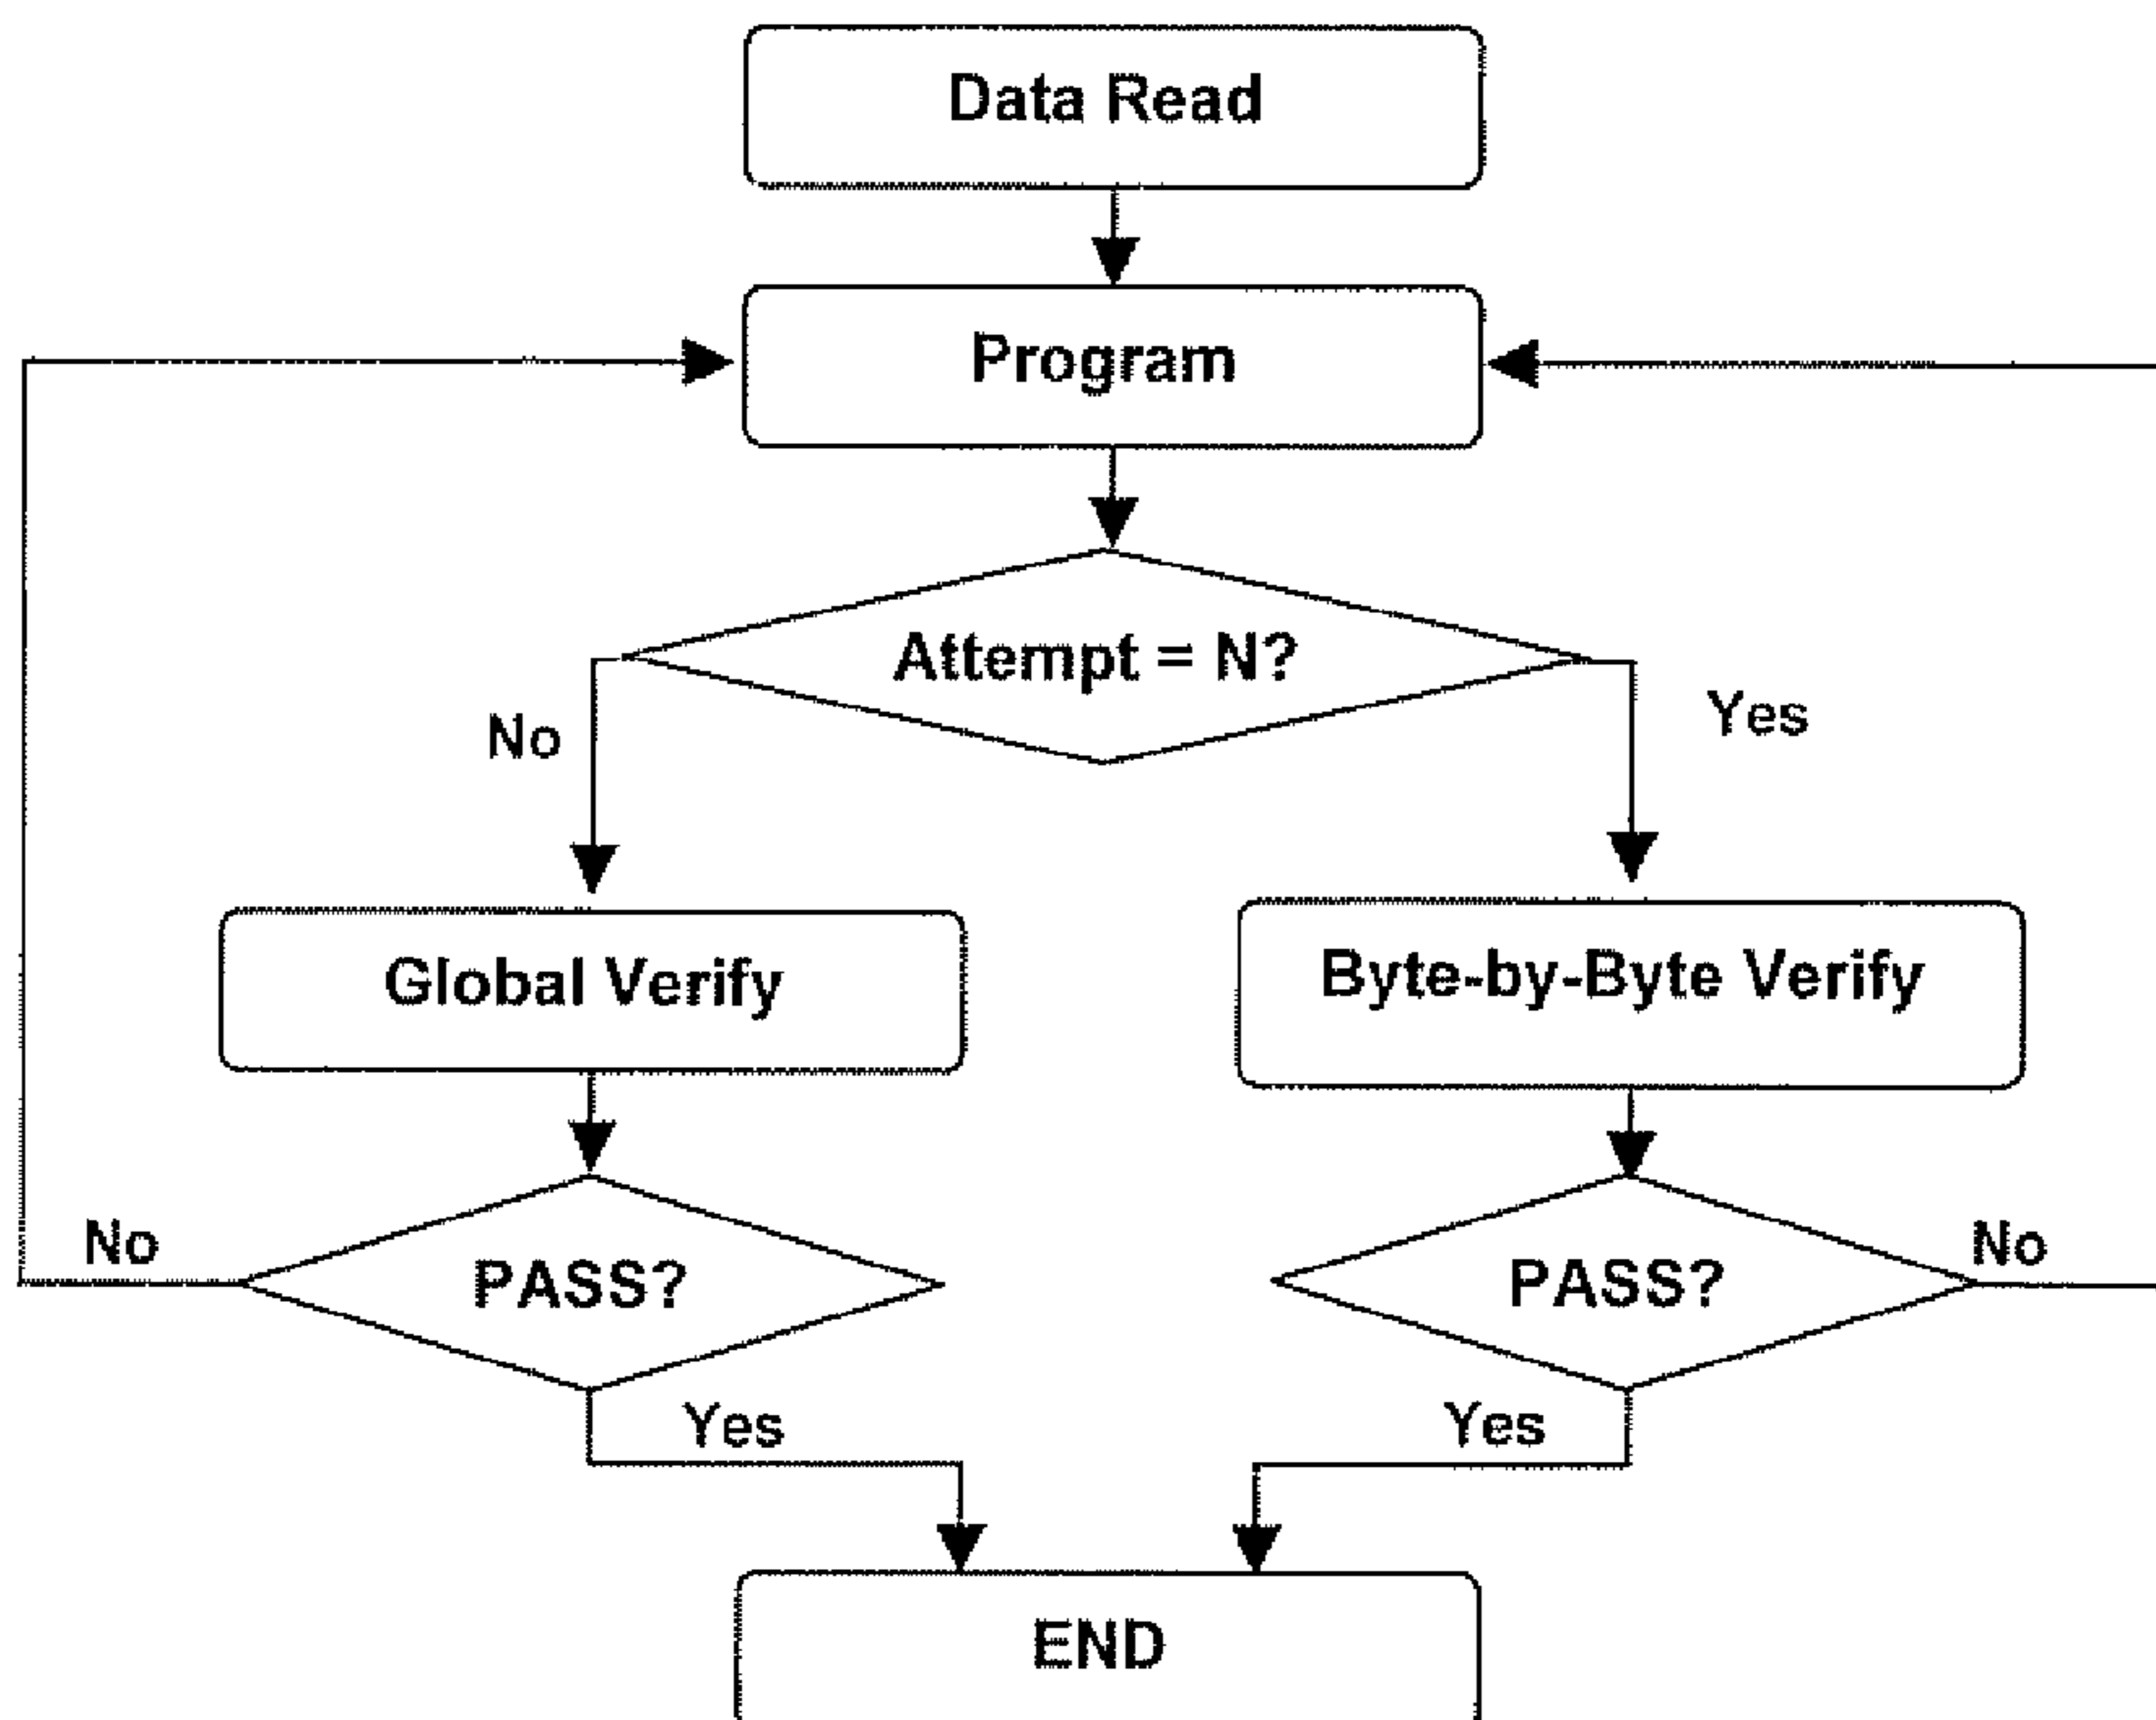 Data Read
Program
Attempt = N?
No
Yes
Global Verify
Byte-by-Byte Verify
No
PASS?
PASS?
No
Yes
Yes
END